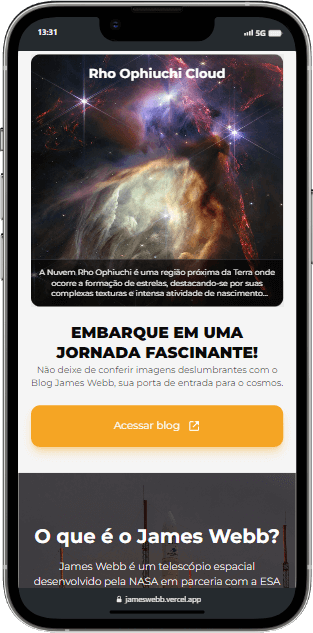 13:31
5G
Rho Ophiuchi Cloud
A Nuvem Rho Ophiuchi é uma região próxima da Terra onde
ocorre a formação de estrelas, destacando-se por suas
complexas texturas e intensa atividade de nascimento...
EMBARQUE EM UMA
JORNADA FASCINANTE!
Não deixe de conferir imagens deslumbrantes com o
Blog James Webb, sua porta de entrada para o cosmos.
Acessar blog
O que é o James Webb?
James Webb é um telescópio espacial
desenvolvido pela NASA em parceria com a ESA
jameswebb.vercel.app